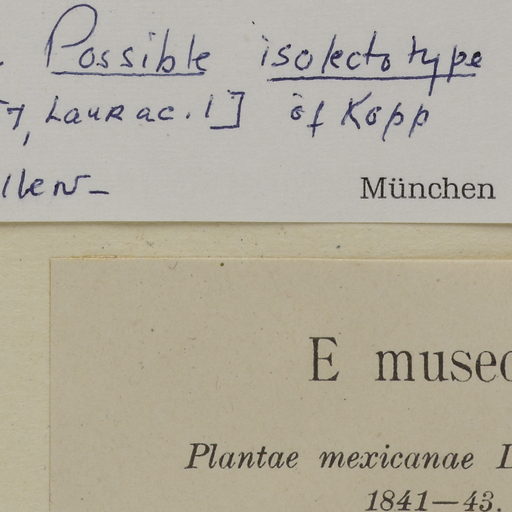 Possible isolectotype
Laurac. 1] of Kopp
München
E museo
Plantae mexicanae L
1841—43.